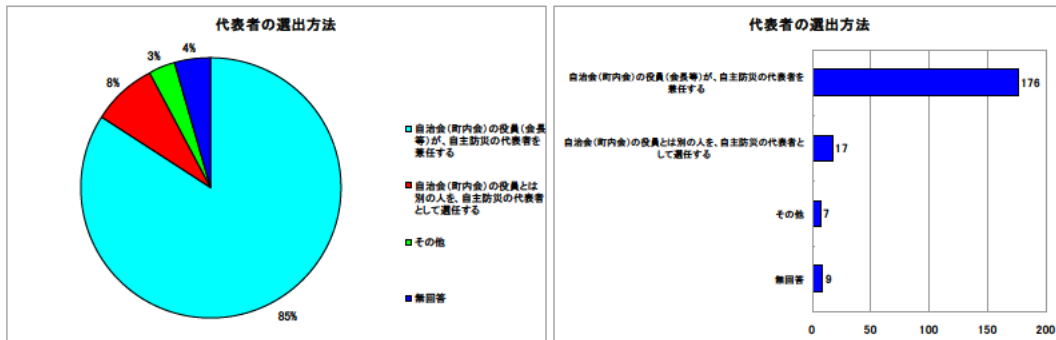 代表者の選出方法
3%
4%
8%
85%
自治会(町内会)の役員(会長
等)が、自主防災の代表者を
兼任する
自治会(町内会)の役員とは
別の人を、自主防災の代表者
として選任する
その他
無回答
代表者の選出方法
自治会(町内会)の役員(会長等)が、自主防災の代表者を
兼任する
176
自治会(町内会)の役員とは別の人を、自主防災の代表者と
して選任する
17
その他
7
無回答
9
0 50 100 150 200